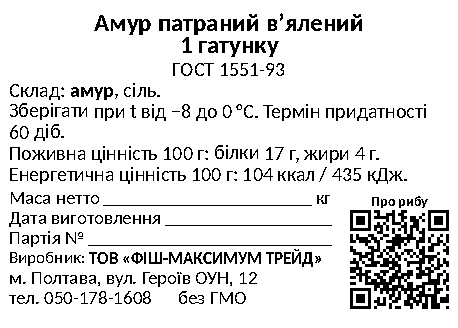 Амур патраний в’ялений
1 гатунку
ГОСТ 1551-93
Склад: амур, сіль.
Зберігати при t від −8 до 0 °C. Термін придатності
60 діб.
Поживна цінність 100 г: білки 17 г, жири 4 г.
Енергетична цінність 100 г: 104 ккал / 435 кДж.
Маса нетто ______________________ кг
Про рибу
Дата виготовлення __________________
Партія № __________________________
Виробник: ТОВ «ФІШ-МАКСИМУМ ТРЕЙД»
м. Полтава, вул. Героїв ОУН, 12
тел. 050-178-1608 без ГМО